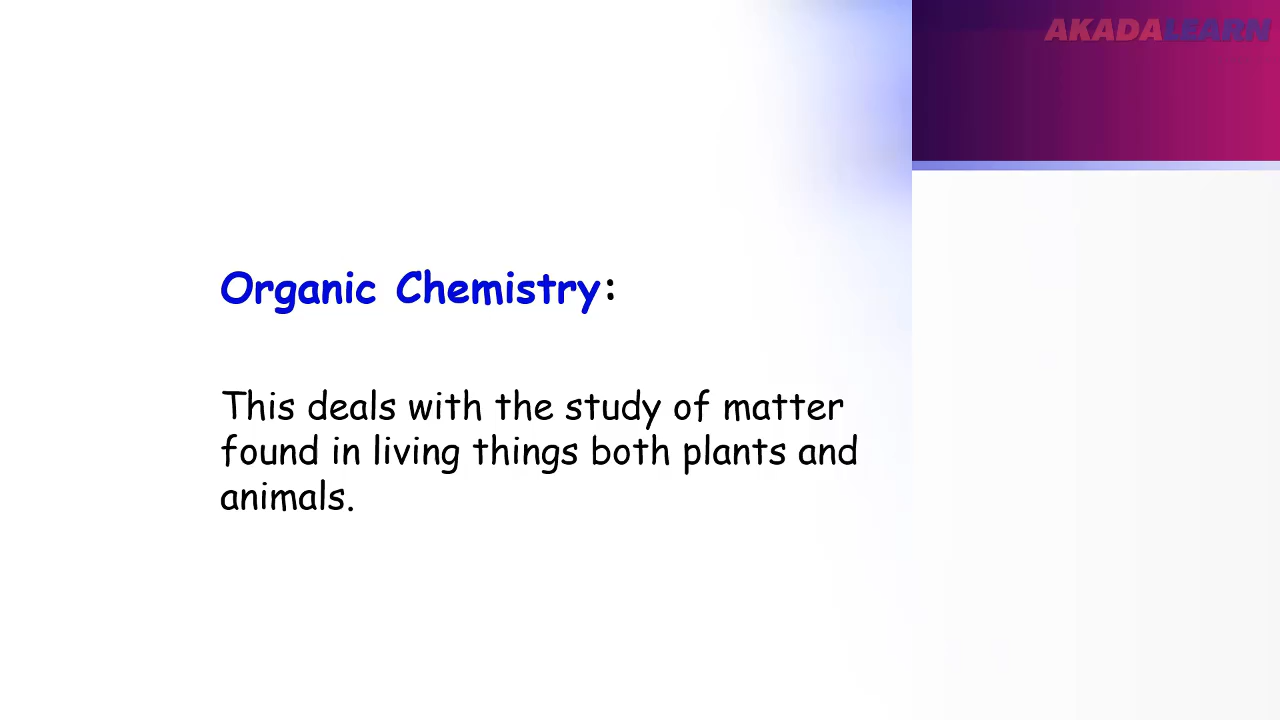 AKADALEARN
Organic Chemistry:
This deals with the study of matter
found in living things both plants and
animals.